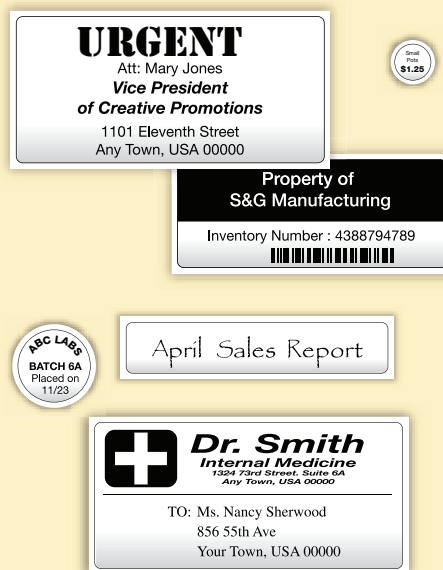 URGENT
Att: Mary Jones
Vice President
of Creative Promotions
1101 Eleventh Street
Any Town, USA 00000
Small
Pots
$1.25
Property of
S&G Manufacturing
Inventory Number : 4388794789
ABC LABS
BATCH 6A
Placed on
11/23
April Sales Report
Dr. Smith
Internal Medicine
1324 73rd Street. Suite 6A
Any Town, USA 00000
TO: Ms. Nancy Sherwood
856 55th Ave
Your Town, USA 00000